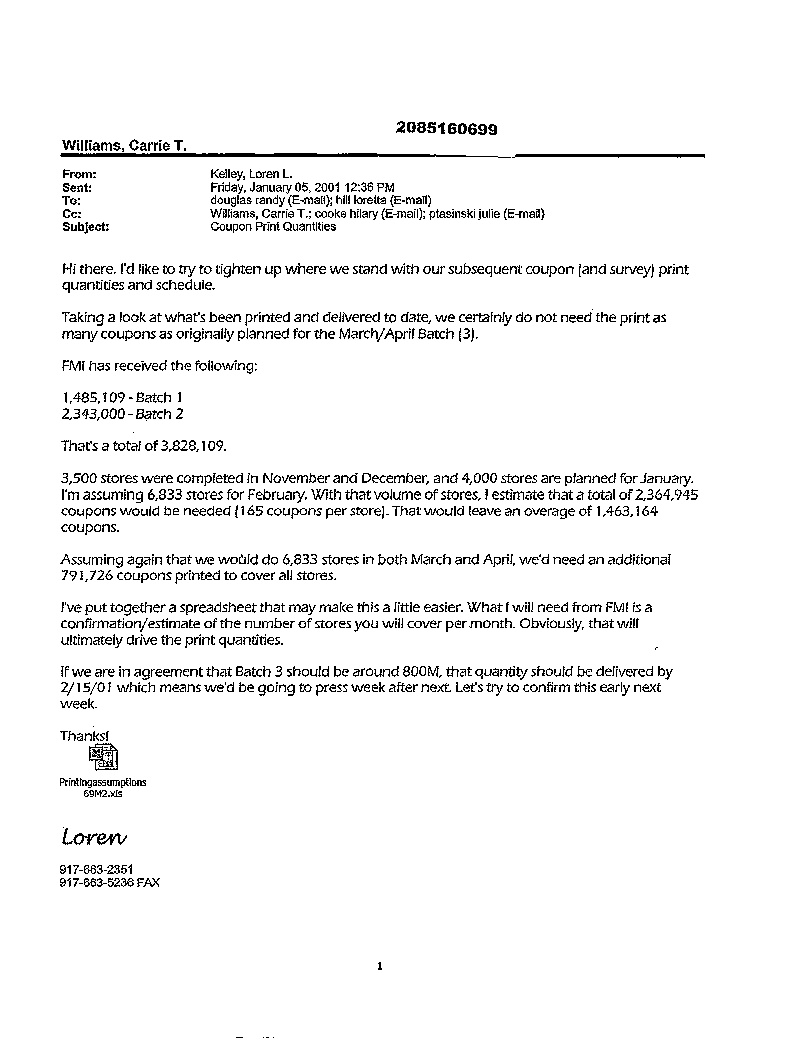 2085160699
Williams, Carrie T.
From: Kelley, Loren L.
Sent: Friday, January 05, 2001 12:36 PM
To: douglas randy (E-mail); hill loretta (E-mail)
Cc: Williams, Carrie T.; cooke hilary (E-mail); ptasinski julie (E-mail)
Subject: Coupon Print Quantities
Hi there. I'd like to try to tighten up where we stand with our subsequent coupon (and survey) print
quantities and schedule.
Taking a look at what's been printed and delivered to date, we certainly do not need the print as
many coupons as originally planned for the March/April Batch (3).
FMI has received the following:
1,485,109 - Batch 1
2,343,000 - Batch 2
That's a total of 3,828,109.
3,500 stores were completed in November and December, and 4,000 stores are planned for January.
I'm assuming 6,833 stores for February. With that volume of stores, I estimate that a total of 2,364,945
coupons would be needed (165 coupons per store). That would leave an overage of 1,463,164
coupons.
Assuming again that we would do 6,833 stores in both March and April, we'd need an additional
791,726 coupons printed to cover all stores.
I've put together a spreadsheet that may make this a little easier. What I will need from FMI is a
confirmation/estimate of the number of stores you will cover per month. Obviously, that will
ultimately drive the print quantities.
If we are in agreement that Batch 3 should be around 800M, that quantity should be delivered by
2/15/01 which means we'd be going to press week after next. Let's try to confirm this early next
week.
Thanks!
Printingassumptions
69M2.xls
Loren
917-663-2351
917-663-5236 FAX
1